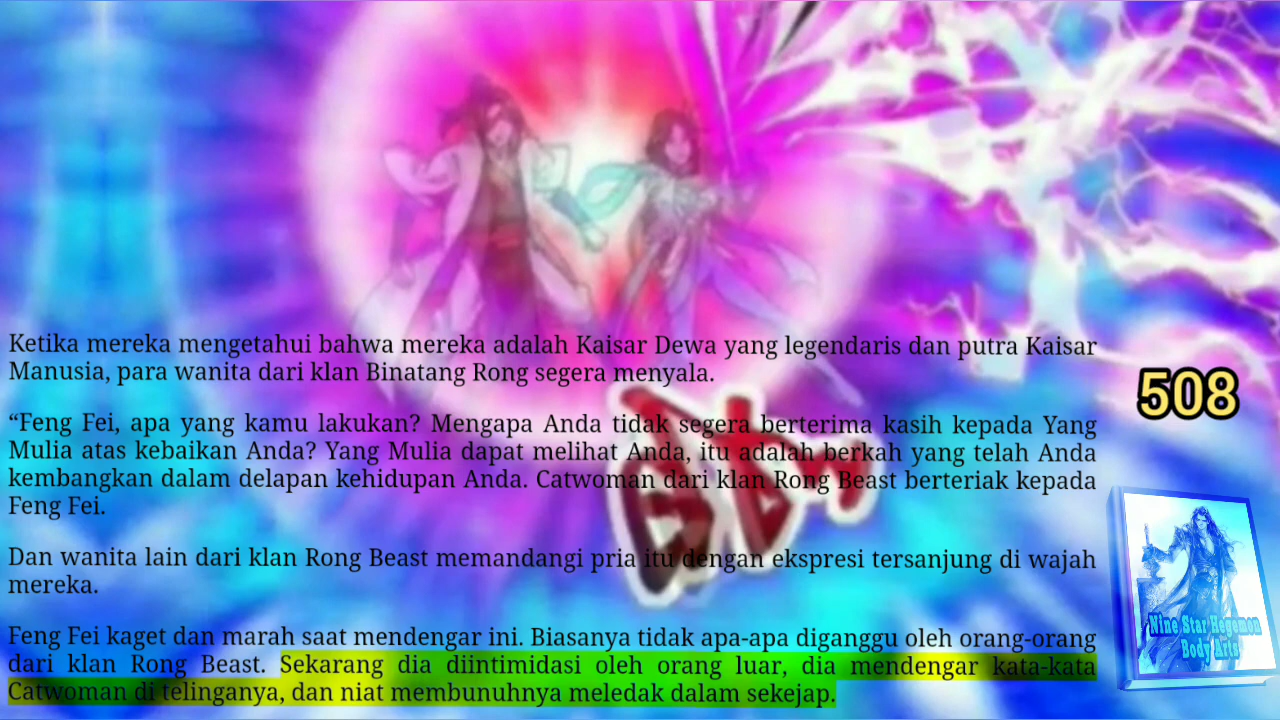 Ketika mereka mengetahui bahwa mereka adalah Kaisar Dewa yang legendaris dan putra Kaisar
Manusia, para wanita dari klan Binatang Rong segera menyala.
“Feng Fei, apa yang kamu lakukan? Mengapa Anda tidak segera berterima kasih kepada Yang
Mulia atas kebaikan Anda? Yang Mulia dapat melihat Anda, itu adalah berkah yang telah Anda
kembangkan dalam delapan kehidupan Anda. Catwoman dari klan Rong Beast berteriak kepada
Feng Fei.
Dan wanita lain dari klan Rong Beast memandangi pria itu dengan ekspresi tersanjung di wajah
mereka.
Feng Fei kaget dan marah saat mendengar ini. Biasanya tidak apa-apa diganggu oleh orang-orang
dari klan Rong Beast. Sekarang dia diintimidasi oleh orang luar, dia mendengar kata-kata
Catwoman di telinganya, dan niat membunuhnya meledak dalam sekejap.
508
Nine Star Hegemon
Body Arts